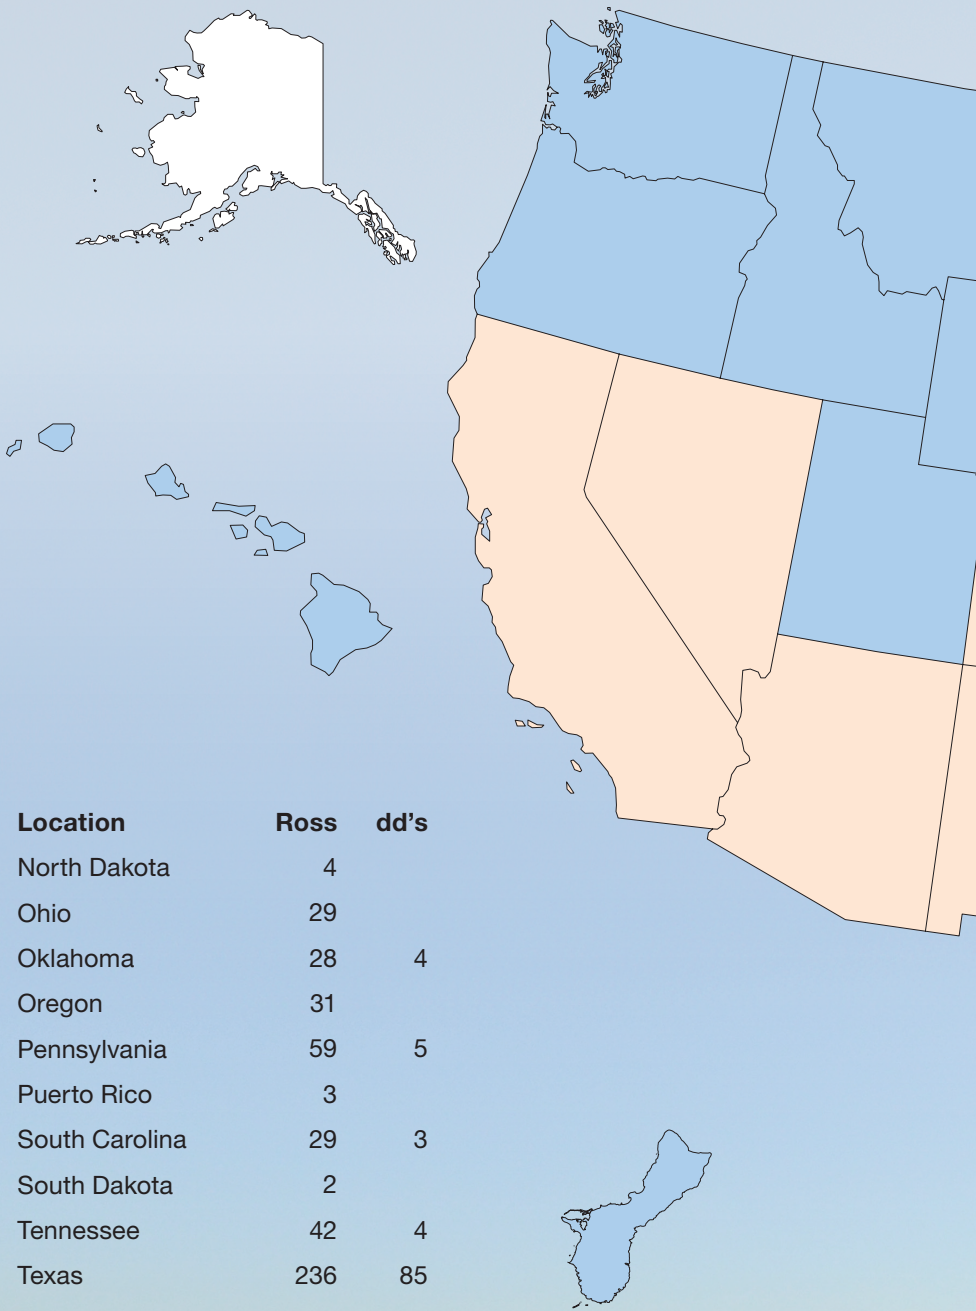 Location Ross dd's
North Dakota 4
Ohio 29
Oklahoma 28 4
Oregon 31
Pennsylvania 59 5
Puerto Rico 3
South Carolina 29 3
South Dakota 2
Tennessee 42 4
Texas 236 85